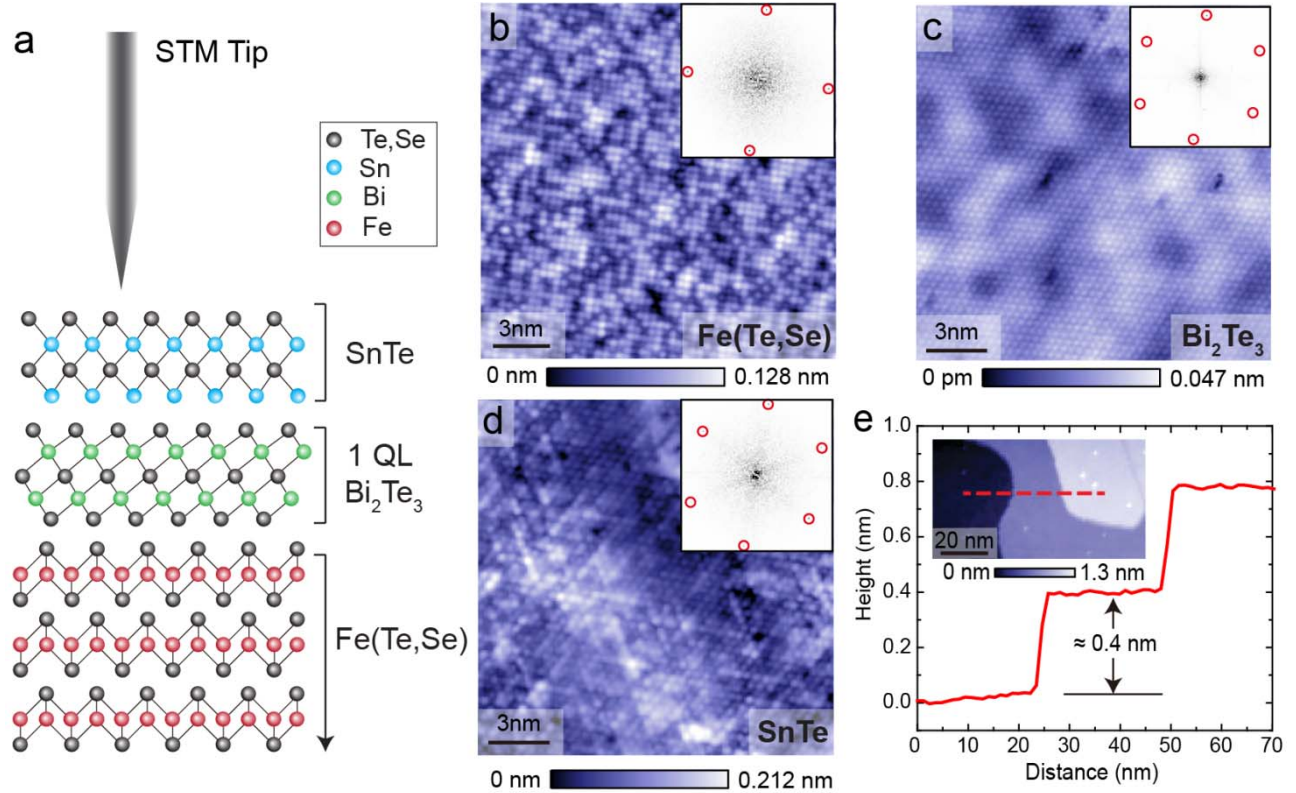 a
STM Tip
Te,Se
Sn
Bi
Fe
SnTe
1 QL
Bi₂Te₃
Fe(Te,Se)
b
3nm
Fe(Te,Se)
0 nm
0.128 nm
c
3nm
Bi₂Te₃
0 pm
0.047 nm
d
3nm
SnTe
0 nm
0.212 nm
e
1.0
0.8
0.6
0.4
0.2
0.0
Height (nm)
20 nm
0 nm
1.3 nm
≈ 0.4 nm
0
10
20
30
40
50
60
70
Distance (nm)